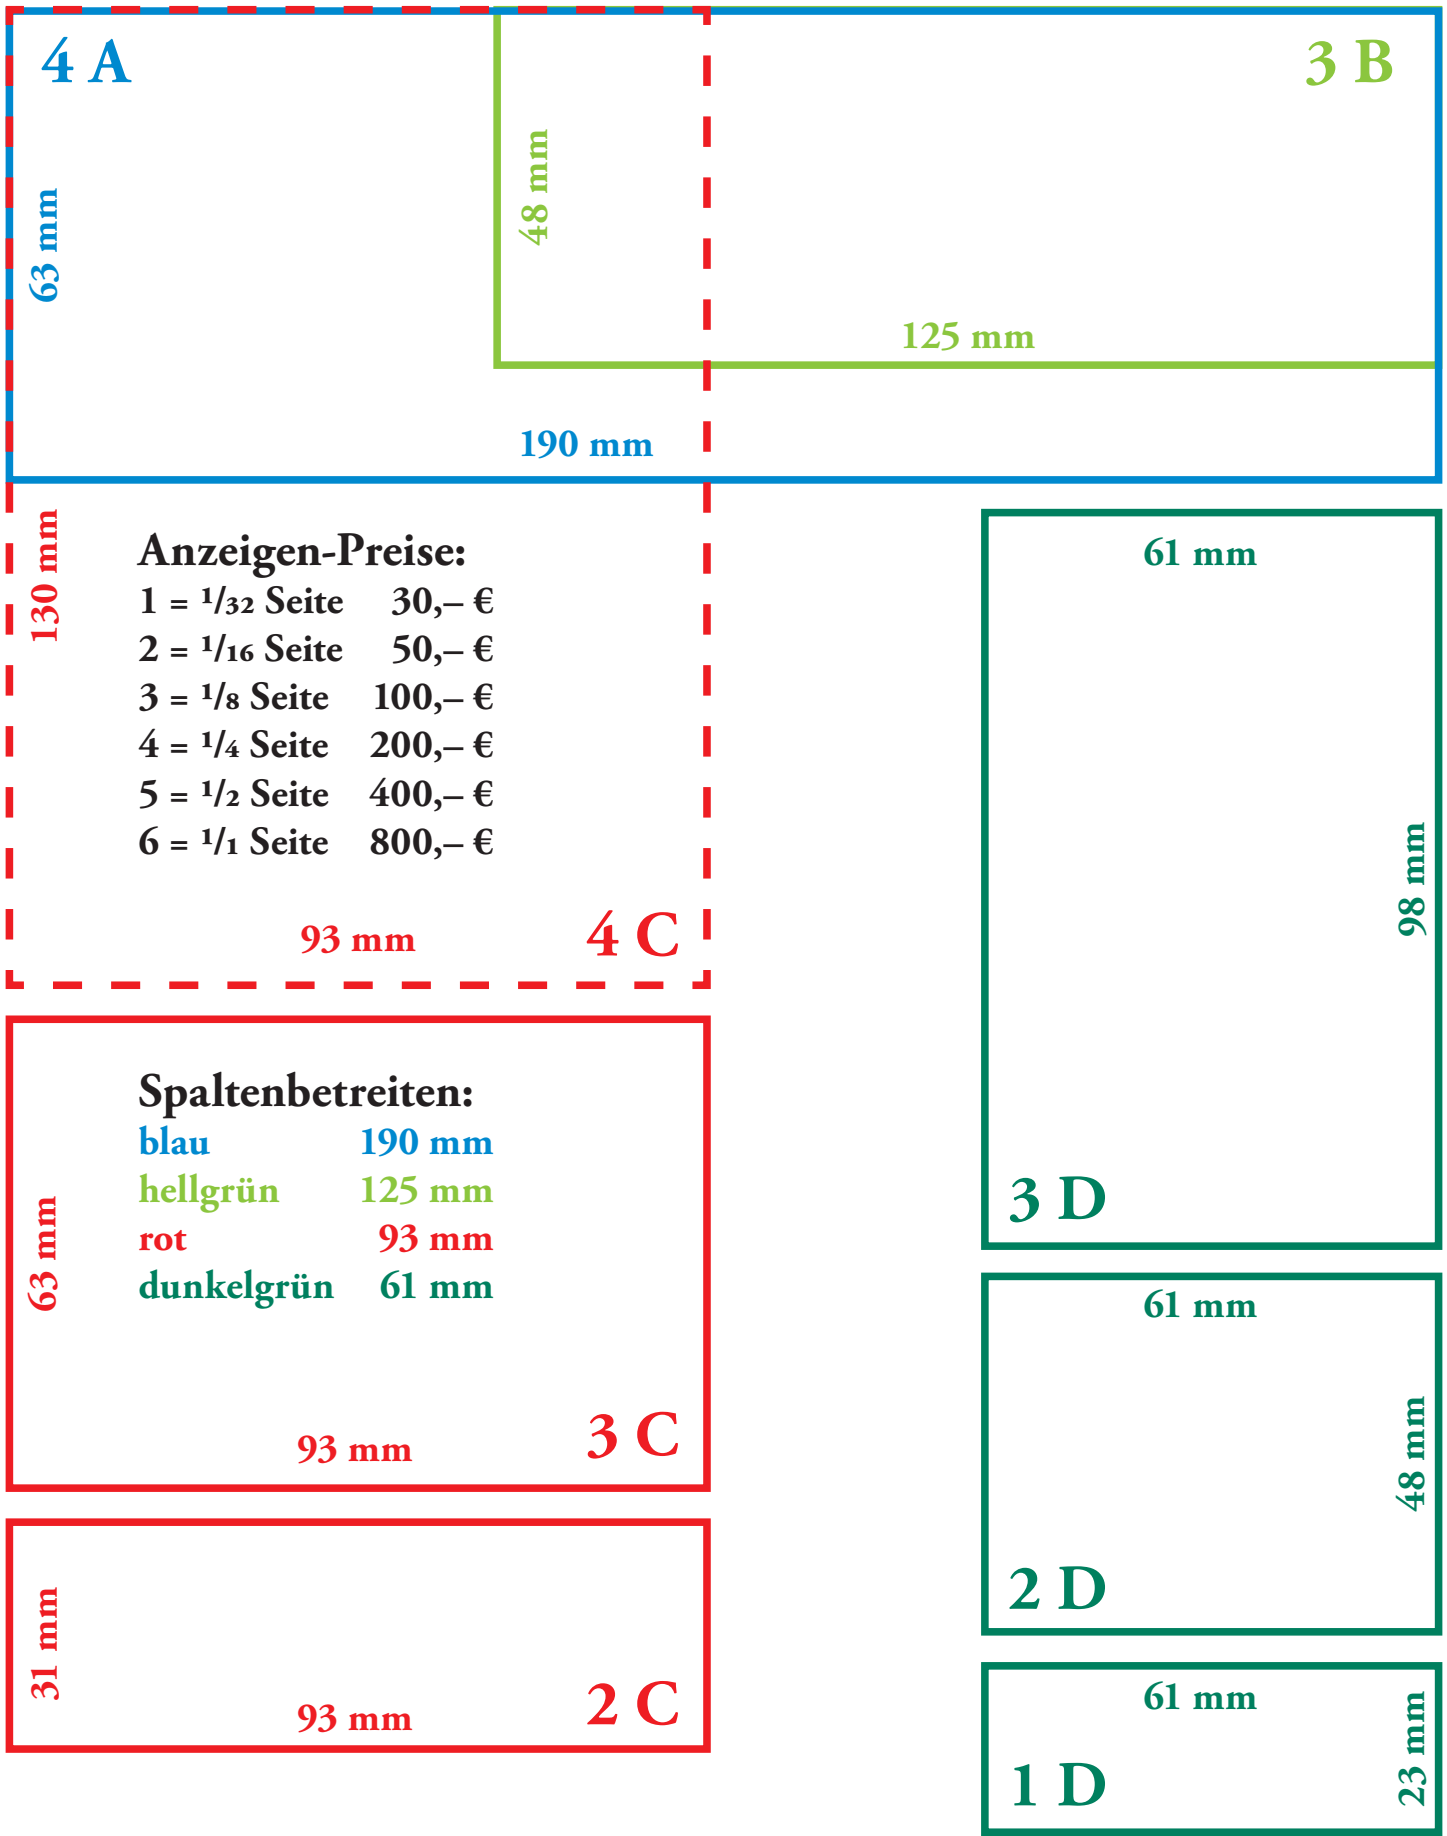 4 A
3 B
63 mm
48 mm
125 mm
190 mm
130 mm
Anzeigen-Preise:
1 = 1/32 Seite 30,– €
2 = 1/16 Seite 50,– €
3 = 1/8 Seite 100,– €
4 = 1/4 Seite 200,– €
5 = 1/2 Seite 400,– €
6 = 1/1 Seite 800,– €
93 mm
4 C
61 mm
98 mm
3 D
Spaltenbetreiten:
blau 190 mm
hellgrün 125 mm
rot 93 mm
dunkelgrün 61 mm
63 mm
93 mm
3 C
61 mm
48 mm
2 D
31 mm
93 mm
2 C
61 mm
23 mm
1 D